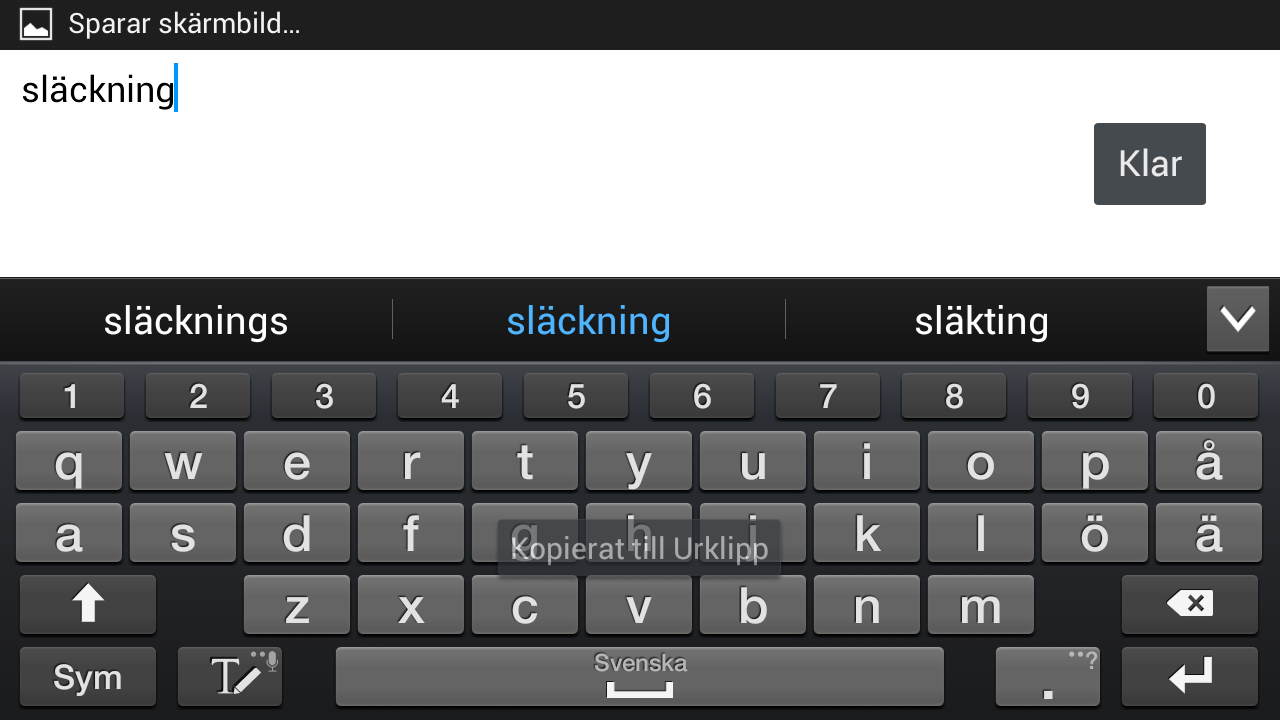 Sparar skärmbild...
släckning
Klar
släcknings släckning släkting
1 2 3 4 5 6 7 8 9 0
q w e r t y u i o p å
a s d f g h j k l ö ä
Kopierat till Urklipp
z x c v b n m
Sym T Svenska . ?